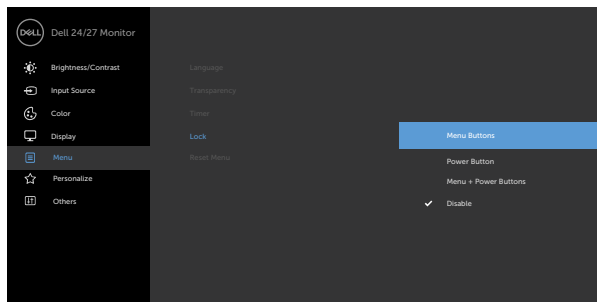 DELL
Dell 24/27 Monitor
Brightness/Contrast
Input Source
Color
Display
Menu
Personalize
Others
Language
Transparency
Timer
Lock
Reset Menu
Menu Buttons
Power Button
Menu + Power Buttons
Disable